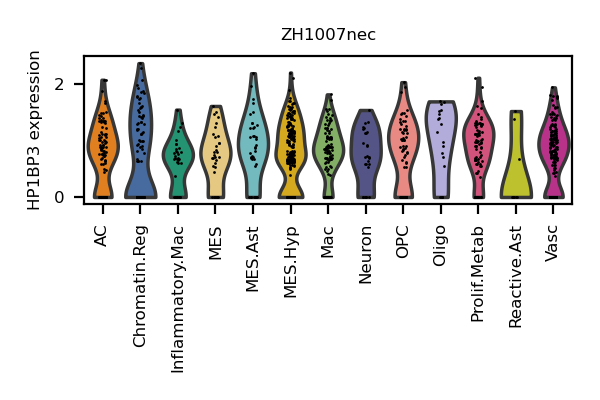 ZH1007nec
HP1BP3 expression
2
0
AC
Chromatin.Reg
Inflammatory.Mac
MES
MES.Ast
MES.Hyp
Mac
Neuron
OPC
Oligo
Prolif.Metab
Reactive.Ast
Vasc